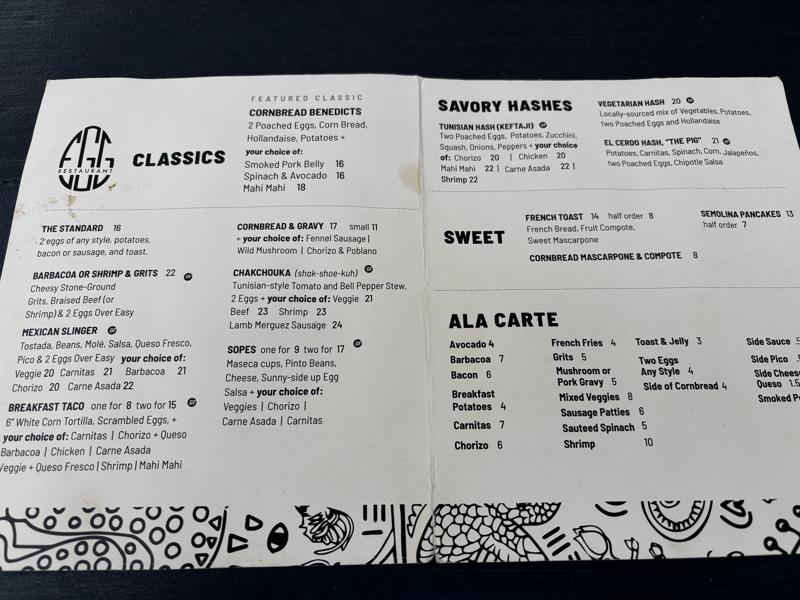 EGG
RESTAURANT
CLASSICS
FEATURED CLASSIC
CORNBREAD BENEDICTS
2 Poached Eggs, Corn Bread,
Hollandaise, Potatoes +
your choice of:
Smoked Pork Belly 16
Spinach & Avocado 16
Mahi Mahi 18
THE STANDARD 16
2 eggs of any style, potatoes,
bacon or sausage, and toast.
BARBACOA OR SHRIMP & GRITS 22 GF
Cheesy Stone-Ground
Grits, Braised Beef (or
Shrimp) & 2 Eggs Over Easy
MEXICAN SLINGER GF
Tostada, Beans, Molé, Salsa, Queso Fresco,
Pico & 2 Eggs Over Easy your choice of:
Veggie 20 Carnitas 21 Barbacoa 21
Chorizo 20 Carne Asada 22
BREAKFAST TACO one for 8 two for 15 GF
6" White Corn Tortilla, Scrambled Eggs, +
your choice of: Carnitas | Chorizo + Queso
Barbacoa | Chicken | Carne Asada
Veggie + Queso Fresco | Shrimp | Mahi Mahi
CORNBREAD & GRAVY 17 small 11
+ your choice of: Fennel Sausage |
Wild Mushroom | Chorizo & Poblano
CHAKCHOUKA (shak-shoe-kuh) GF
Tunisian-style Tomato and Bell Pepper Stew,
2 Eggs + your choice of: Veggie 21
Beef 23 Shrimp 23
Lamb Merguez Sausage 24
SOPES one for 9 two for 17 GF
Maseca cups, Pinto Beans,
Cheese, Sunny-side up Egg
Salsa + your choice of:
Veggies | Chorizo |
Carne Asada | Carnitas
SAVORY HASHES
TUNISIAN HASH (KEFTAJI) GF
Two Poached Eggs, Potatoes, Zucchini,
Squash, Onions, Peppers + your choice
of: Chorizo 20 | Chicken 20
Mahi Mahi 22 | Carne Asada 22 |
Shrimp 22
VEGETARIAN HASH 20 GF
Locally-sourced mix of Vegetables, Potatoes,
two Poached Eggs and Hollandaise
EL CERDO HASH, "THE PIG" 21 GF
Potatoes, Carnitas, Spinach, Corn, Jalapeños,
two Poached Eggs, Chipotle Salsa
SWEET
FRENCH TOAST 14 half order 8
French Bread, Fruit Compote,
Sweet Mascarpone
SEMOLINA PANCAKES 13
half order 7
CORNBREAD MASCARPONE & COMPOTE 8
ALA CARTE
Avocado 4
Barbacoa 7
Bacon 6
Breakfast
Potatoes 4
Carnitas 7
Chorizo 6
French Fries 4
Grits 5
Mushroom or
Pork Gravy 5
Mixed Veggies 8
Sausage Patties 6
Sauteed Spinach 5
Shrimp 10
Toast & Jelly 3
Two Eggs
Any Style 4
Side of Cornbread 4
Side Sauce .5
Side Pico
Side Cheese
Queso 1.5
Smoked